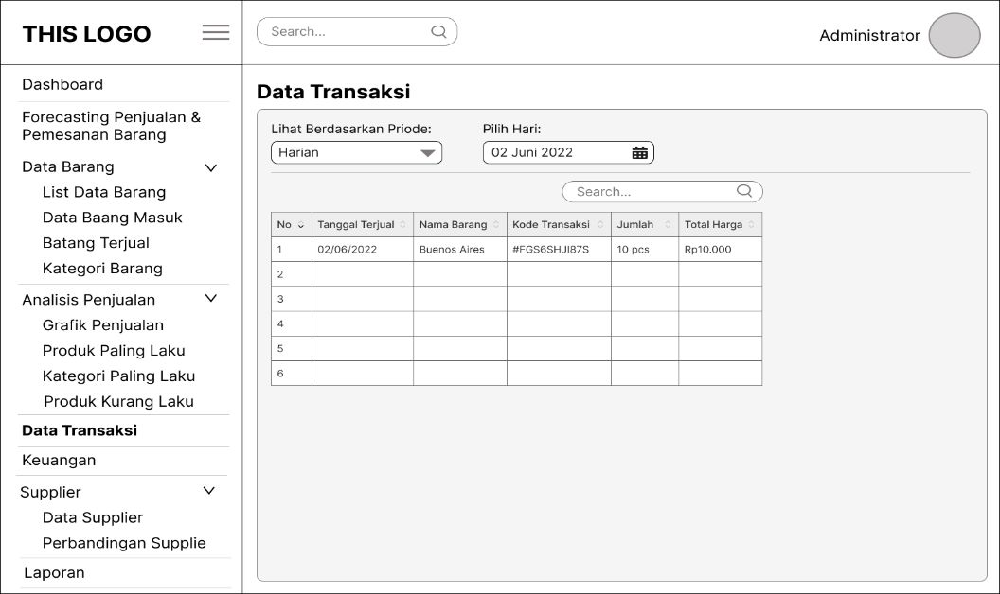 THIS LOGO
Search...
Administrator
Dashboard
Forecasting Penjualan &
Pemesanan Barang
Data Barang
List Data Barang
Data Baang Masuk
Batang Terjual
Kategori Barang
Analisis Penjualan
Grafik Penjualan
Produk Paling Laku
Kategori Paling Laku
Produk Kurang Laku
Data Transaksi
Keuangan
Supplier
Data Supplier
Perbandingan Supplie
Laporan
Data Transaksi
Lihat Berdasarkan Priode: Pilih Hari:
Harian 02 Juni 2022
Search...
No Tanggal Terjual Nama Barang Kode Transaksi Jumlah Total Harga
1 02/06/2022 Buenos Aires #FGS6SHJI87S 10 pcs Rp10.000
2
3
4
5
6